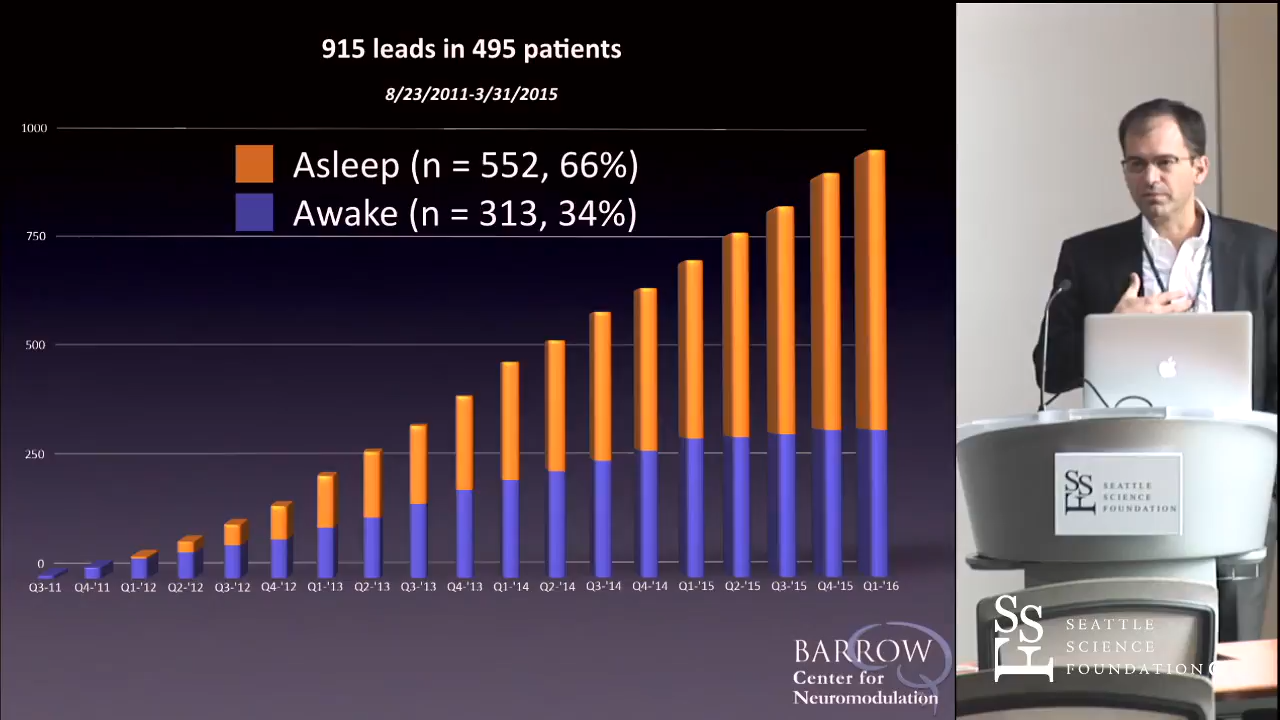 915 leads in 495 patients
8/23/2011-3/31/2015
1000
Asleep (n = 552, 66%)
Awake (n = 313, 34%)
750
500
250
0
Q3-11 Q4-'11 Q1-'12 Q2-'12 Q3-'12 Q4-'12 Q1-'13 Q2-'13 Q3-'13 Q4-'13 Q1-'14 Q2-'14 Q3-'14 Q4-'14 Q1-'15 Q2-'15 Q3-'15 Q4-'15 Q1-'16
BARROW
Center for
Neuromodulation
SSF
SEATTLE
SCIENCE
FOUNDATION
SSF
SEATTLE
SCIENCE
FOUNDATION